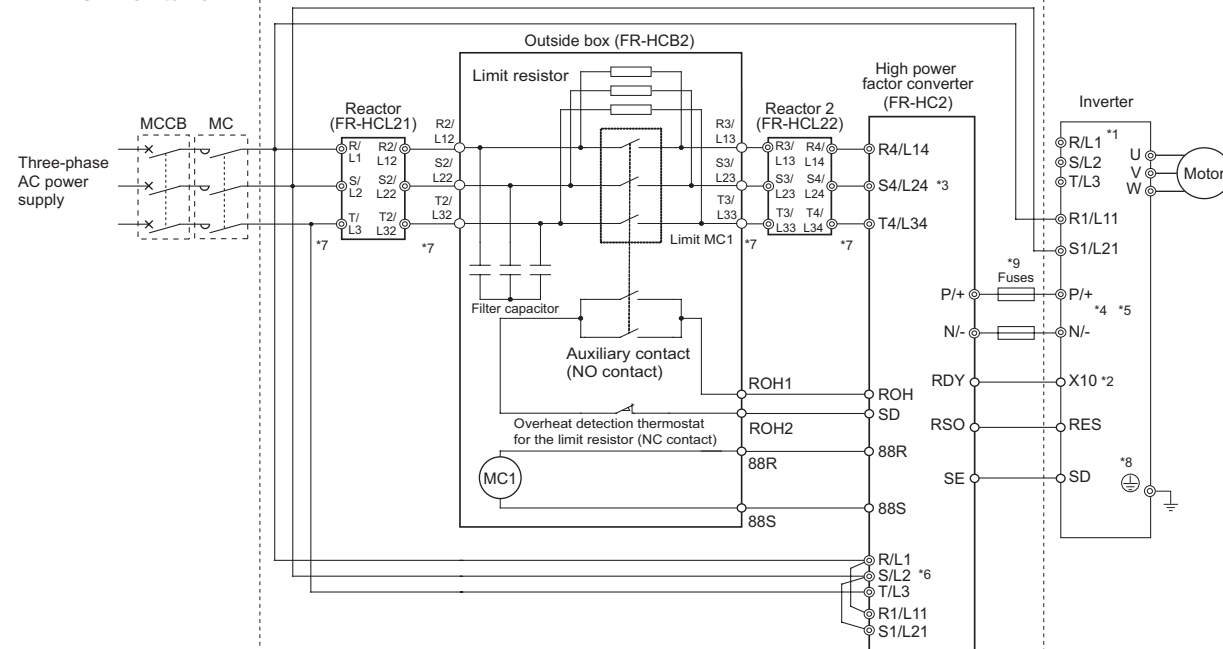 Outside box (FR-HCB2)
Limit resistor
High power
factor converter
(FR-HC2)
Inverter
MCCB
MC
Reactor
(FR-HCL21)
Reactor 2
(FR-HCL22)
Three-phase
AC power
supply
R/
L1
R2/
L12
S/
L2
S2/
L22
T/
L3
T2/
L32
*7
*7
R2/
L12
S2/
L22
T2/
L32
R3/
L13
S3/
L23
T3/
L33
Limit MC1
*7
R3/
L13
R4/
L14
S3/
L23
S4/
L24
T3/
L33
T4/
L34
*7
R4/L14
S4/L24 *3
T4/L34
R/L1 *1
S/L2
T/L3
U
V
W
Motor
R1/L11
S1/L21
*9
Fuses
P/+
P/+
*4 *5
N/-
N/-
Filter capacitor
Auxiliary contact
(NO contact)
RDY
X10 *2
ROH1
ROH
SD
Overheat detection thermostat
for the limit resistor (NC contact)
ROH2
RSO
RES
MC1
88R
88R
SE
SD
*8
88S
88S
R/L1
S/L2 *6
T/L3
R1/L11
S1/L21